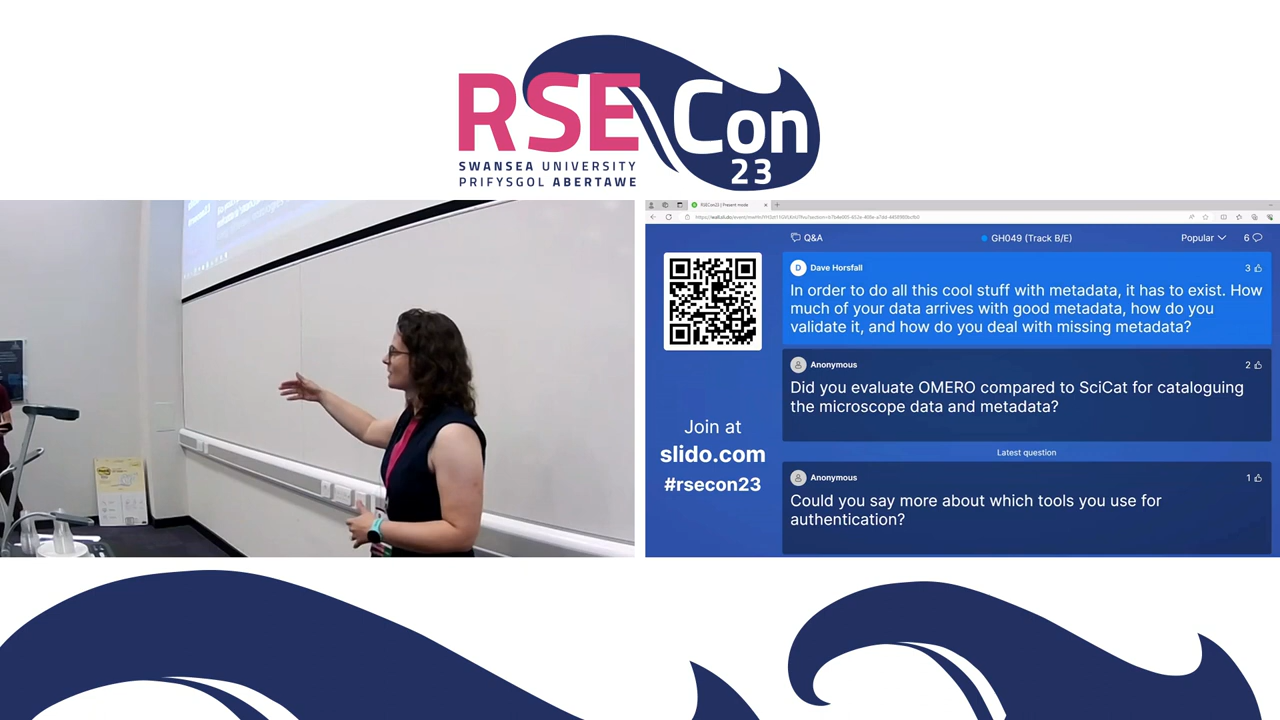 RSE Con
23
SWANSEA UNIVERSITY
PRIFYSGOL ABERTAWE
RSECon23 | Present mode
Q&A
GH049 (Track B/E)
Popular
6
D
Dave Horsfall
3
In order to do all this cool stuff with metadata, it has to exist. How
much of your data arrives with good metadata, how do you
validate it, and how do you deal with missing metadata?
Anonymous
2
Did you evaluate OMERO compared to SciCat for cataloguing
the microscope data and metadata?
Join at
slido.com
#rsecon23
Latest question
Anonymous
1
Could you say more about which tools you use for
authentication?